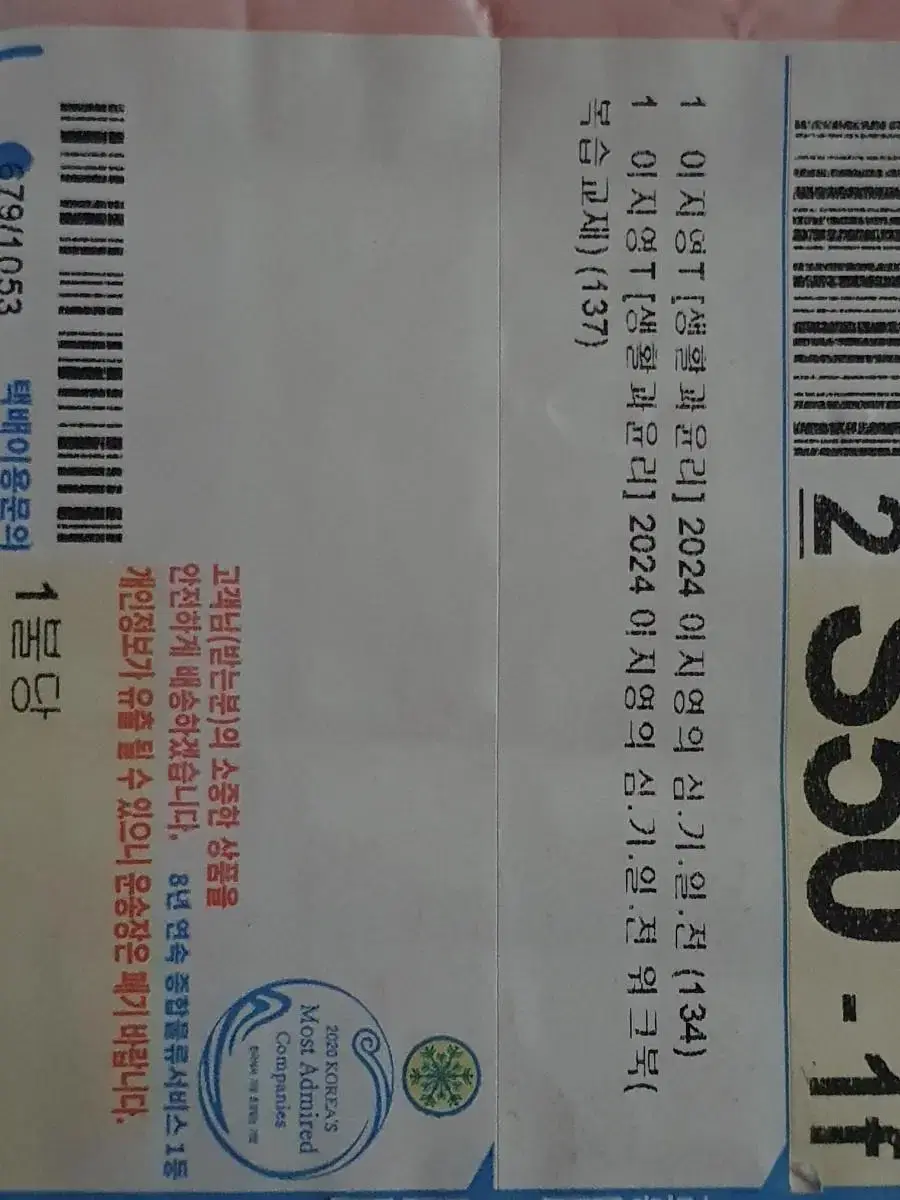 2 S50 - 1f
1 이지영T [생활과윤리] 2024 이지영의 심.기.일.전 (134)
1 이지영T [생활과윤리] 2024 이지영의 심.기.일.전 워크북(
복습교재) (137)
2020 KOREA'S
Most Admired
Companies
고객님(받는분)의 소중한 상품을
안전하게 배송하겠습니다.
8년 연속 종합물류서비스 1등
개인정보가 유출 될 수 있으니 운송장은 폐기 바랍니다.
679/1053
택배이용문의
1불당